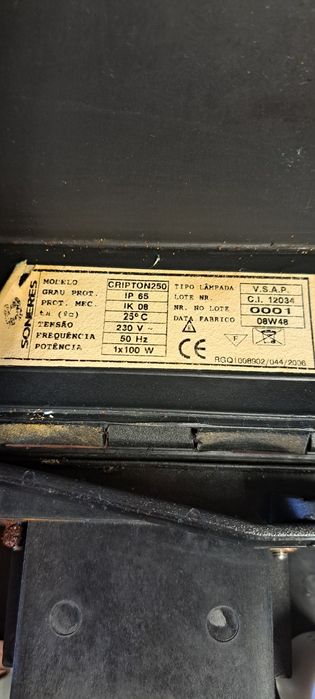 SONERES
MODELO CRIPTON250 TIPO LÂMPADA V.S.A.P.
GRAU PROT. IP 65 LOTE NR. C.I. 12034
PROT. MEC. IK 08 NR. NO LOTE 0001
ta (ºc) 25º C DATA FABRICO 08W48
TENSÃO 230 V ~
FREQUÊNCIA 50 Hz CE F
POTÊNCIA 1x100 W RGQ1008902/044/2006